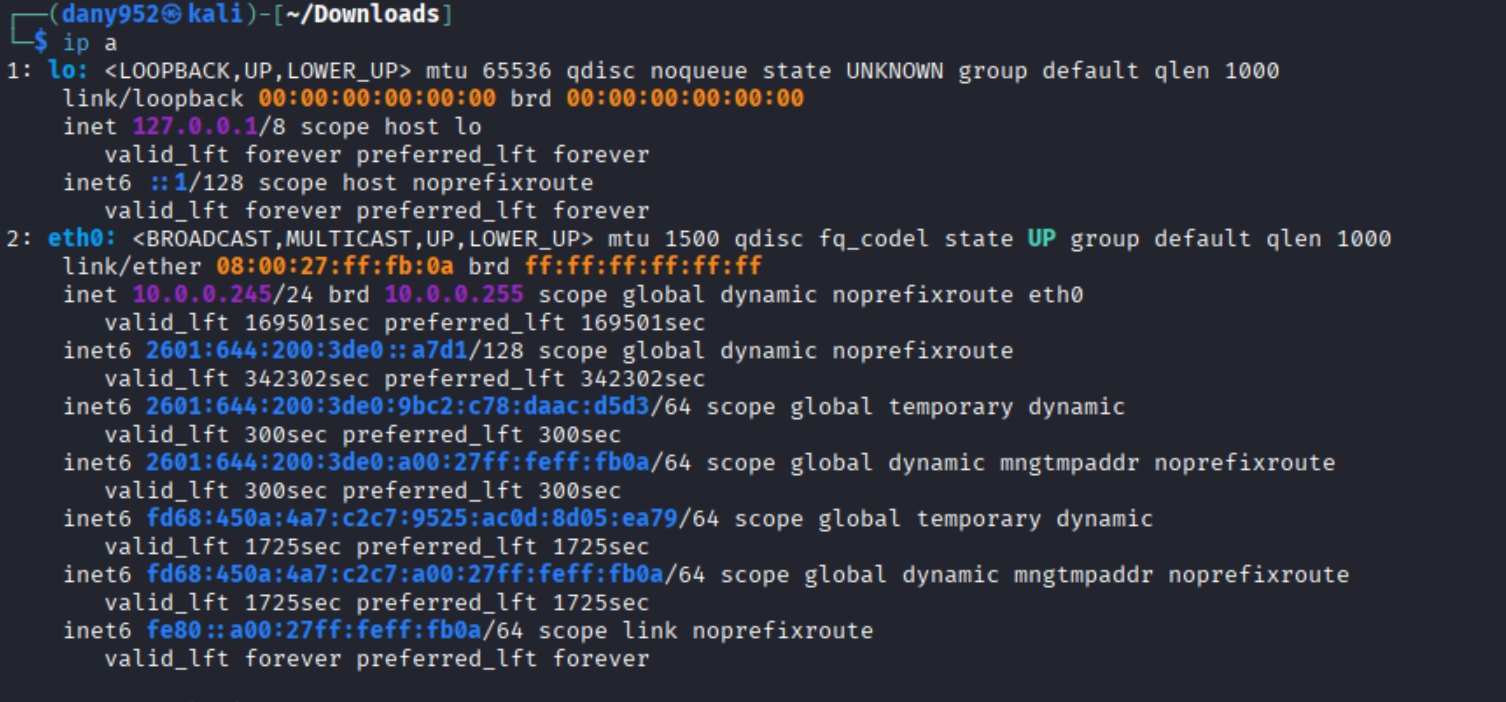 ┌──(dany952㉿kali)-[~/Downloads]
└─$ ip a
1: lo: <LOOPBACK,UP,LOWER_UP> mtu 65536 qdisc noqueue state UNKNOWN group default qlen 1000
    link/loopback 00:00:00:00:00:00 brd 00:00:00:00:00:00
    inet 127.0.0.1/8 scope host lo
       valid_lft forever preferred_lft forever
    inet6 ::1/128 scope host noprefixroute
       valid_lft forever preferred_lft forever
2: eth0: <BROADCAST,MULTICAST,UP,LOWER_UP> mtu 1500 qdisc fq_codel state UP group default qlen 1000
    link/ether 08:00:27:ff:fb:0a brd ff:ff:ff:ff:ff:ff
    inet 10.0.0.245/24 brd 10.0.0.255 scope global dynamic noprefixroute eth0
       valid_lft 169501sec preferred_lft 169501sec
    inet6 2601:644:200:3de0::a7d1/128 scope global dynamic noprefixroute
       valid_lft 342302sec preferred_lft 342302sec
    inet6 2601:644:200:3de0:9bc2:c78:daac:d5d3/64 scope global temporary dynamic
       valid_lft 300sec preferred_lft 300sec
    inet6 2601:644:200:3de0:a00:27ff:feff:fb0a/64 scope global dynamic mngtmpaddr noprefixroute
       valid_lft 300sec preferred_lft 300sec
    inet6 fd68:450a:4a7:c2c7:9525:ac0d:8d05:ea79/64 scope global temporary dynamic
       valid_lft 1725sec preferred_lft 1725sec
    inet6 fd68:450a:4a7:c2c7:a00:27ff:feff:fb0a/64 scope global dynamic mngtmpaddr noprefixroute
       valid_lft 1725sec preferred_lft 1725sec
    inet6 fe80::a00:27ff:feff:fb0a/64 scope link noprefixroute
       valid_lft forever preferred_lft forever